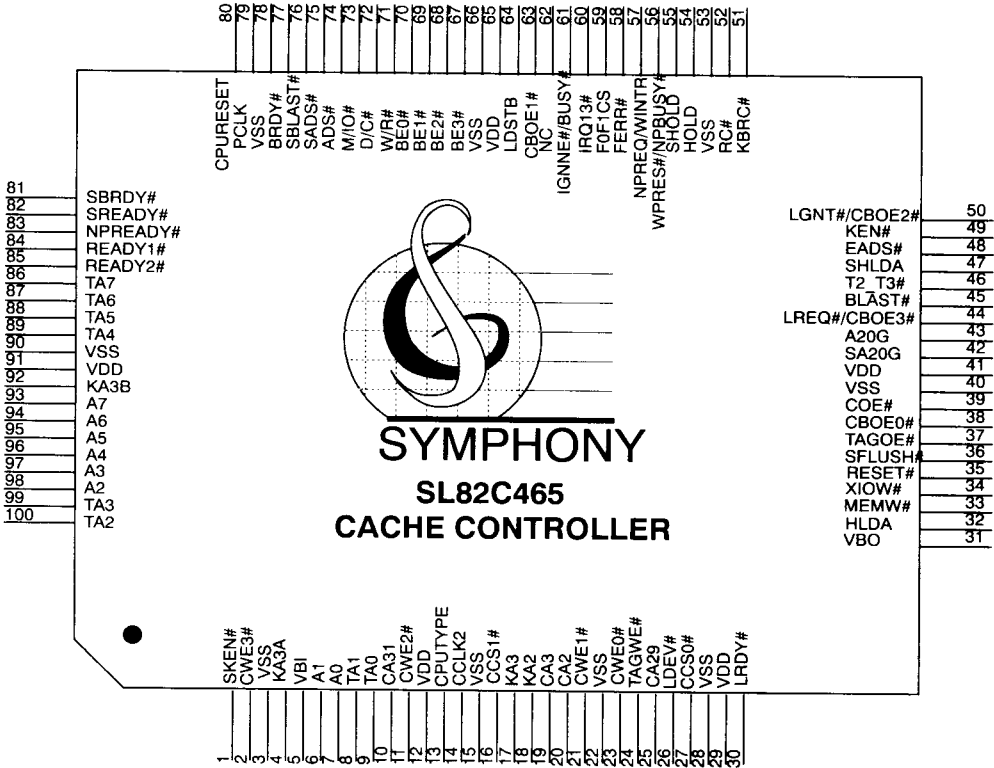 80 79 78 77 76 75 74 73 72 71 70 69 68 67 66 65 64 63 62 61 60 59 58 57 56 55 54 53 52 51
CPURESET
PCLK
VSS
BRDY#
SBLAST#
SADS#
ADS#
M/IO#
D/C#
W/R#
BE0#
BE1#
BE2#
BE3#
VSS
VDD
LDSTB
CBOE1#
NC
IGNNE#/BUSY#
IRQ13#
F0F1CS
FERR#
NPREQ/WINTR
WPRES#/NPBUSY#
SHOLD
HOLD
VSS
RC#
KBRC#
81 SBRDY#
82 SREADY#
83 NPREADY#
84 READY1#
85 READY2#
86 TA7
87 TA6
88 TA5
89 TA4
90 VSS
91 VDD
92 KA3B
93 A7
94 A6
95 A5
96 A4
97 A3
98 A2
99 TA3
100 TA2
LGNT#/CBOE2# 50
KEN# 49
EADS# 48
SHLDA 47
T2_T3# 46
BLAST# 45
LREQ#/CBOE3# 44
A20G 43
SA20G 42
VDD 41
VSS 40
COE# 39
CBOE0# 38
TAGOE# 37
SFLUSH# 36
RESET# 35
XIOW# 34
MEMW# 33
HLDA 32
VBO 31
SYMPHONY
SL82C465
CACHE CONTROLLER
SKEN#
CWE3#
VSS
KA3A
VBI
A1
A0
TA1
TA0
CA31
CWE2#
VDD
CPUTYPE
CCLK2
VSS
CCS1#
KA3
KA2
CA3
CA2
CWE1#
VSS
CWE0#
TAGWE#
CA29
LDEV#
CCS0#
VSS
VDD
LRDY#
1 2 3 4 5 6 7 8 9 10 11 12 13 14 15 16 17 18 19 20 21 22 23 24 25 26 27 28 29 30